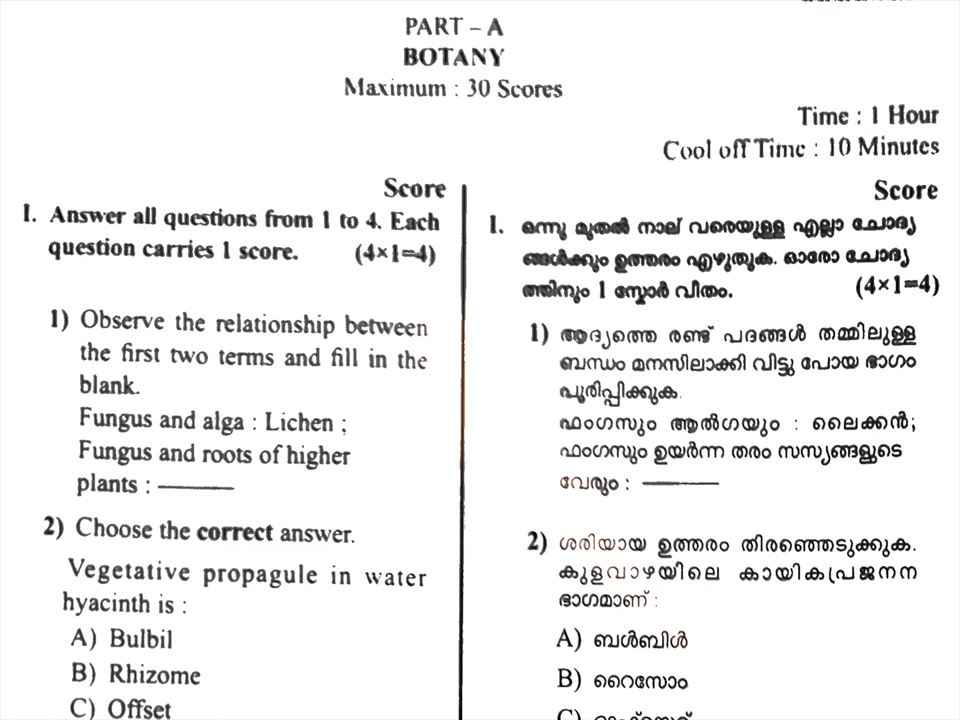 PART – A
BOTANY
Maximum : 30 Scores
Time : 1 Hour
Cool off Time : 10 Minutes
Score
I. Answer all questions from 1 to 4. Each
question carries 1 score. (4×1=4)
1) Observe the relationship between
the first two terms and fill in the
blank.
Fungus and alga : Lichen ;
Fungus and roots of higher
plants : ———
2) Choose the correct answer.
Vegetative propagule in water
hyacinth is :
A) Bulbil
B) Rhizome
C) Offset
Score
I. ഒന്നു മുതൽ നാല് വരെയുള്ള എല്ലാ ചോദ്യ
ങ്ങൾക്കും ഉത്തരം എഴുതുക. ഓരോ ചോദ്യ
ത്തിനും 1 സ്കോർ വീതം. (4×1=4)
1) ആദ്യത്തെ രണ്ട് പദങ്ങൾ തമ്മിലുള്ള
ബന്ധം മനസിലാക്കി വിട്ടു പോയ ഭാഗം
പൂരിപ്പിക്കുക.
ഫംഗസും ആൽഗയും : ലൈക്കൻ;
ഫംഗസും ഉയർന്ന തരം സസ്യങ്ങളുടെ
വേരും : ———
2) ശരിയായ ഉത്തരം തിരഞ്ഞെടുക്കുക.
കുളവാഴയിലെ കായികപ്രജനന
ഭാഗമാണ് :
A) ബൾബിൾ
B) റൈസോം
C)